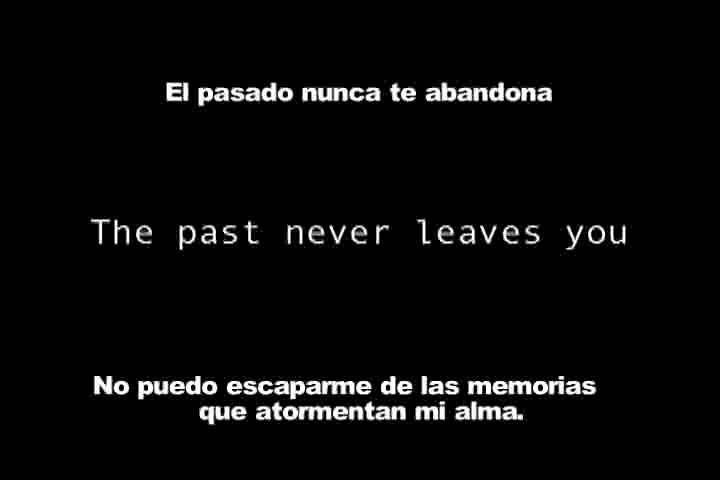 El pasado nunca te abandona
The past never leaves you
No puedo escaparme de las memorias
que atormentan mi alma.